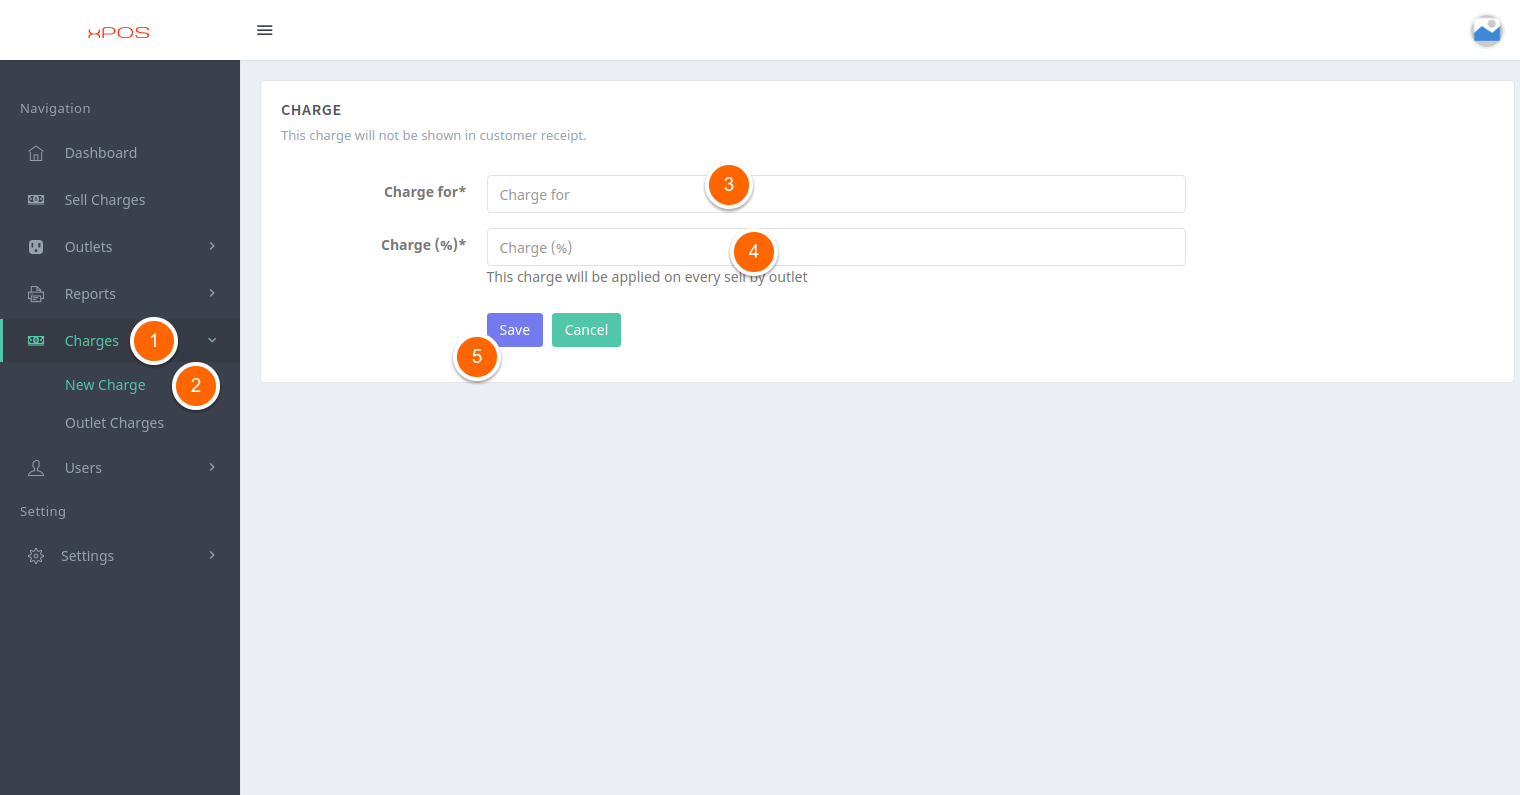 xPOS
Navigation
Dashboard
Sell Charges
Outlets
Reports
Charges 1
New Charge 2
Outlet Charges
Users
Setting
Settings
CHARGE
This charge will not be shown in customer receipt.
Charge for* Charge for 3
Charge (%)* Charge (%) 4
This charge will be applied on every sell by outlet
Save Cancel
5